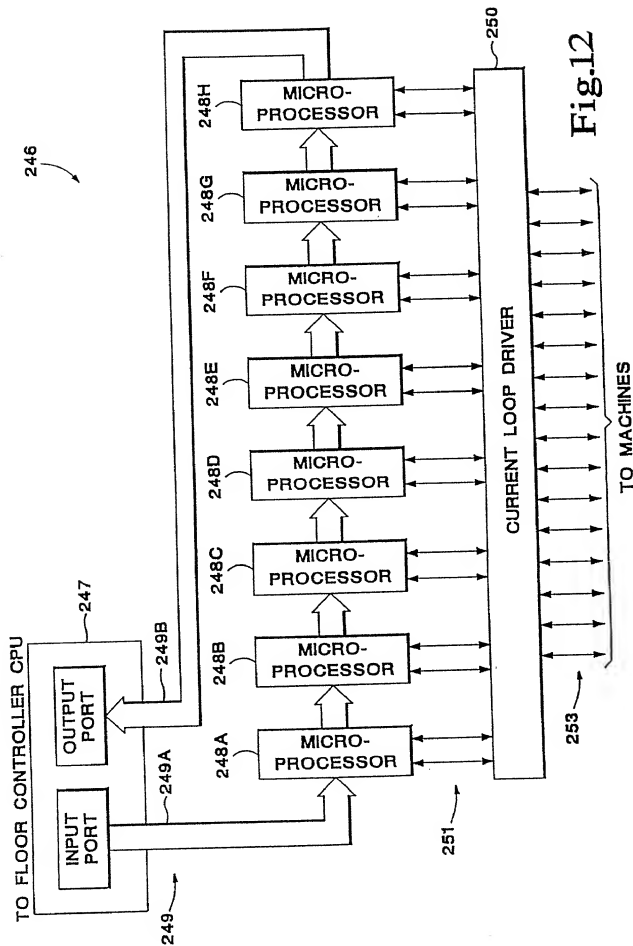 246
TO FLOOR CONTROLLER CPU
247
INPUT PORT
OUTPUT PORT
249A
249B
249
248A
248B
248C
248D
248E
248F
248G
248H
MICRO-
PROCESSOR
MICRO-
PROCESSOR
MICRO-
PROCESSOR
MICRO-
PROCESSOR
MICRO-
PROCESSOR
MICRO-
PROCESSOR
MICRO-
PROCESSOR
MICRO-
PROCESSOR
251
250
CURRENT LOOP DRIVER
253
TO MACHINES
Fig.12